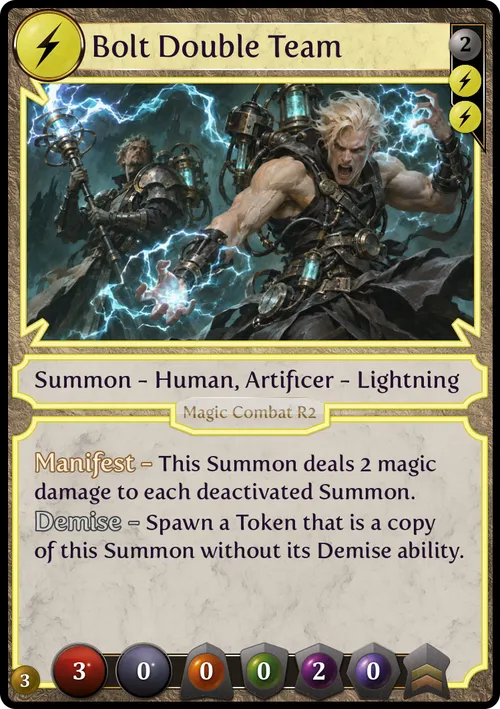 Bolt Double Team
2
Summon – Human, Artificer – Lightning
Magic Combat R2
Manifest – This Summon deals 2 magic
damage to each deactivated Summon.
Demise – Spawn a Token that is a copy
of this Summon without its Demise ability.
3 3* 0* 0 0 2 0